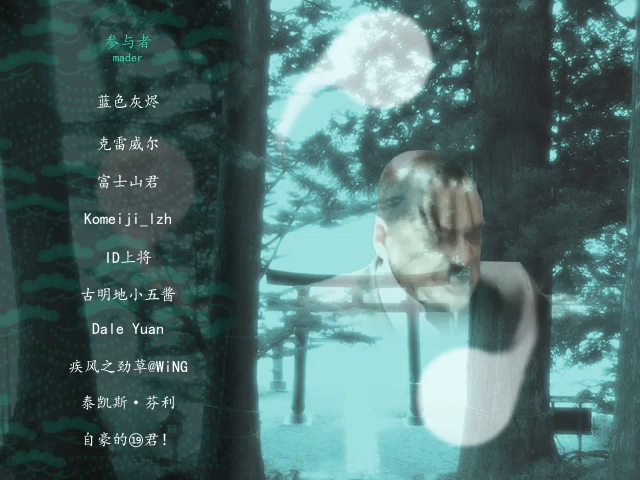 参与者
mader
蓝色灰烬
克雷威尔
富士山君
Komeiji_lzh
ID上将
古明地小五酱
Dale Yuan
疾风之劲草@WiNG
泰凯斯·芬利
自豪的⑲君!